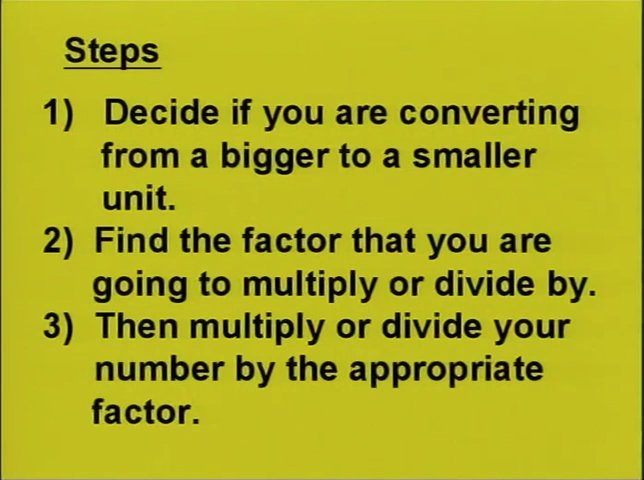 Steps
1) Decide if you are converting
from a bigger to a smaller
unit.
2) Find the factor that you are
going to multiply or divide by.
3) Then multiply or divide your
number by the appropriate
factor.